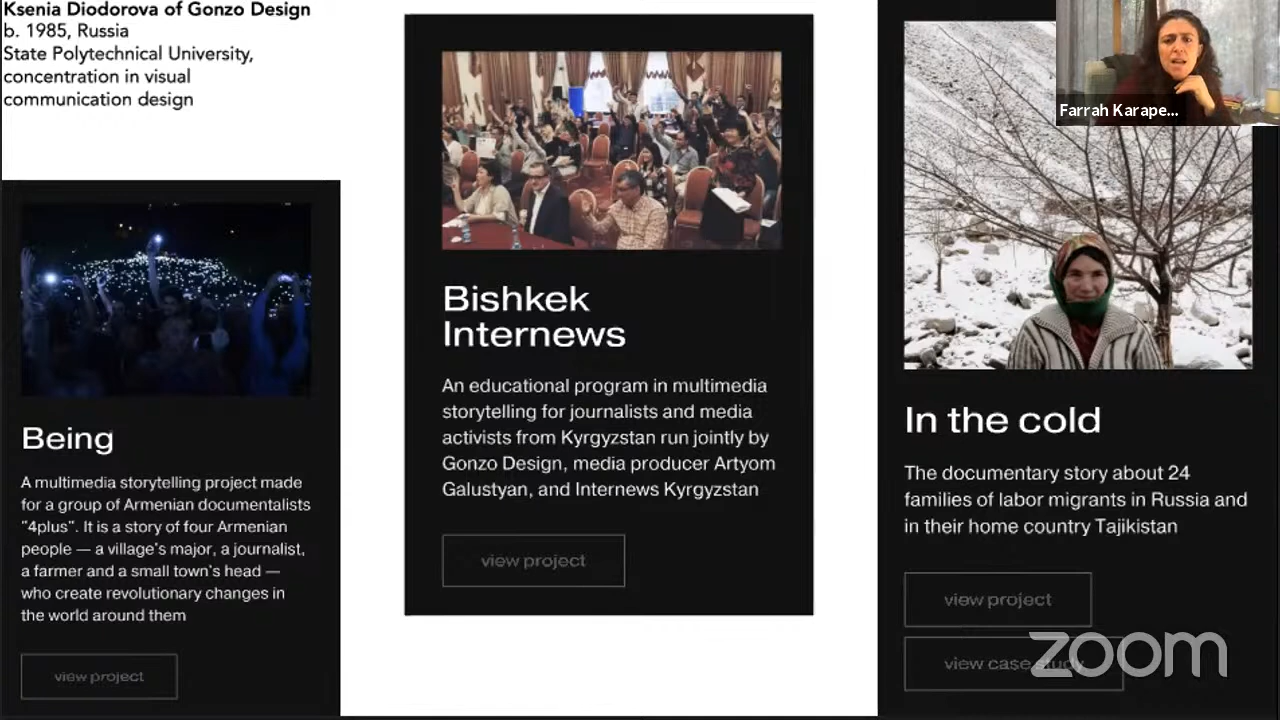 Ksenia Diodorova of Gonzo Design
b. 1985, Russia
State Polytechnical University,
concentration in visual
communication design
Being
A multimedia storytelling project made
for a group of Armenian documentalists
"4plus". It is a story of four Armenian
people — a village's major, a journalist,
a farmer and a small town's head —
who create revolutionary changes in
the world around them
view project
Bishkek
Internews
An educational program in multimedia
storytelling for journalists and media
activists from Kyrgyzstan run jointly by
Gonzo Design, media producer Artyom
Galustyan, and Internews Kyrgyzstan
view project
Farrah Karape...
In the cold
The documentary story about 24
families of labor migrants in Russia and
in their home country Tajikistan
view project
view case study
zoom